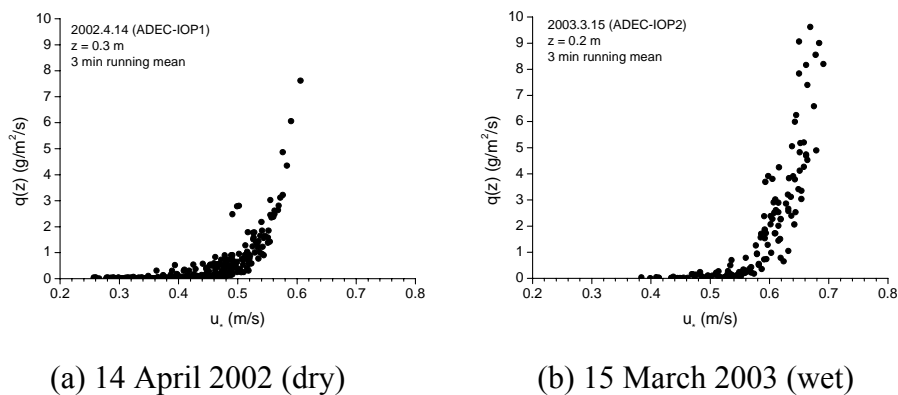 2002.4.14 (ADEC-IOP1)
z = 0.3 m
3 min running mean
q(z) (g/m²/s)
10
9
8
7
6
5
4
3
2
1
0
0.2 0.3 0.4 0.5 0.6 0.7 0.8
u* (m/s)
(a) 14 April 2002 (dry)
2003.3.15 (ADEC-IOP2)
z = 0.2 m
3 min running mean
q(z) (g/m²/s)
10
9
8
7
6
5
4
3
2
1
0
0.2 0.3 0.4 0.5 0.6 0.7 0.8
u* (m/s)
(b) 15 March 2003 (wet)